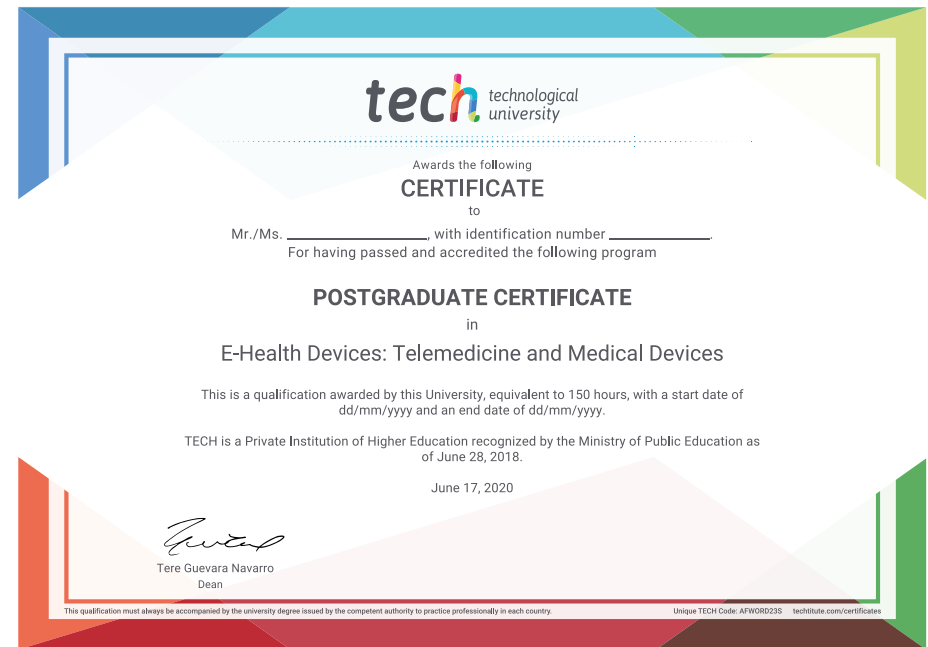 tech technological
university
Awards the following
CERTIFICATE
to
Mr./Ms. ____________________, with identification number ______________.
For having passed and accredited the following program
POSTGRADUATE CERTIFICATE
in
E-Health Devices: Telemedicine and Medical Devices
This is a qualification awarded by this University, equivalent to 150 hours, with a start date of
dd/mm/yyyy and an end date of dd/mm/yyyy.
TECH is a Private Institution of Higher Education recognized by the Ministry of Public Education as
of June 28, 2018.
June 17, 2020
Tere Guevara Navarro
Dean
This qualification must always be accompanied by the university degree issued by the competent authority to practice professionally in each country. Unique TECH Code: AFWORD23S techtitute.com/certificates